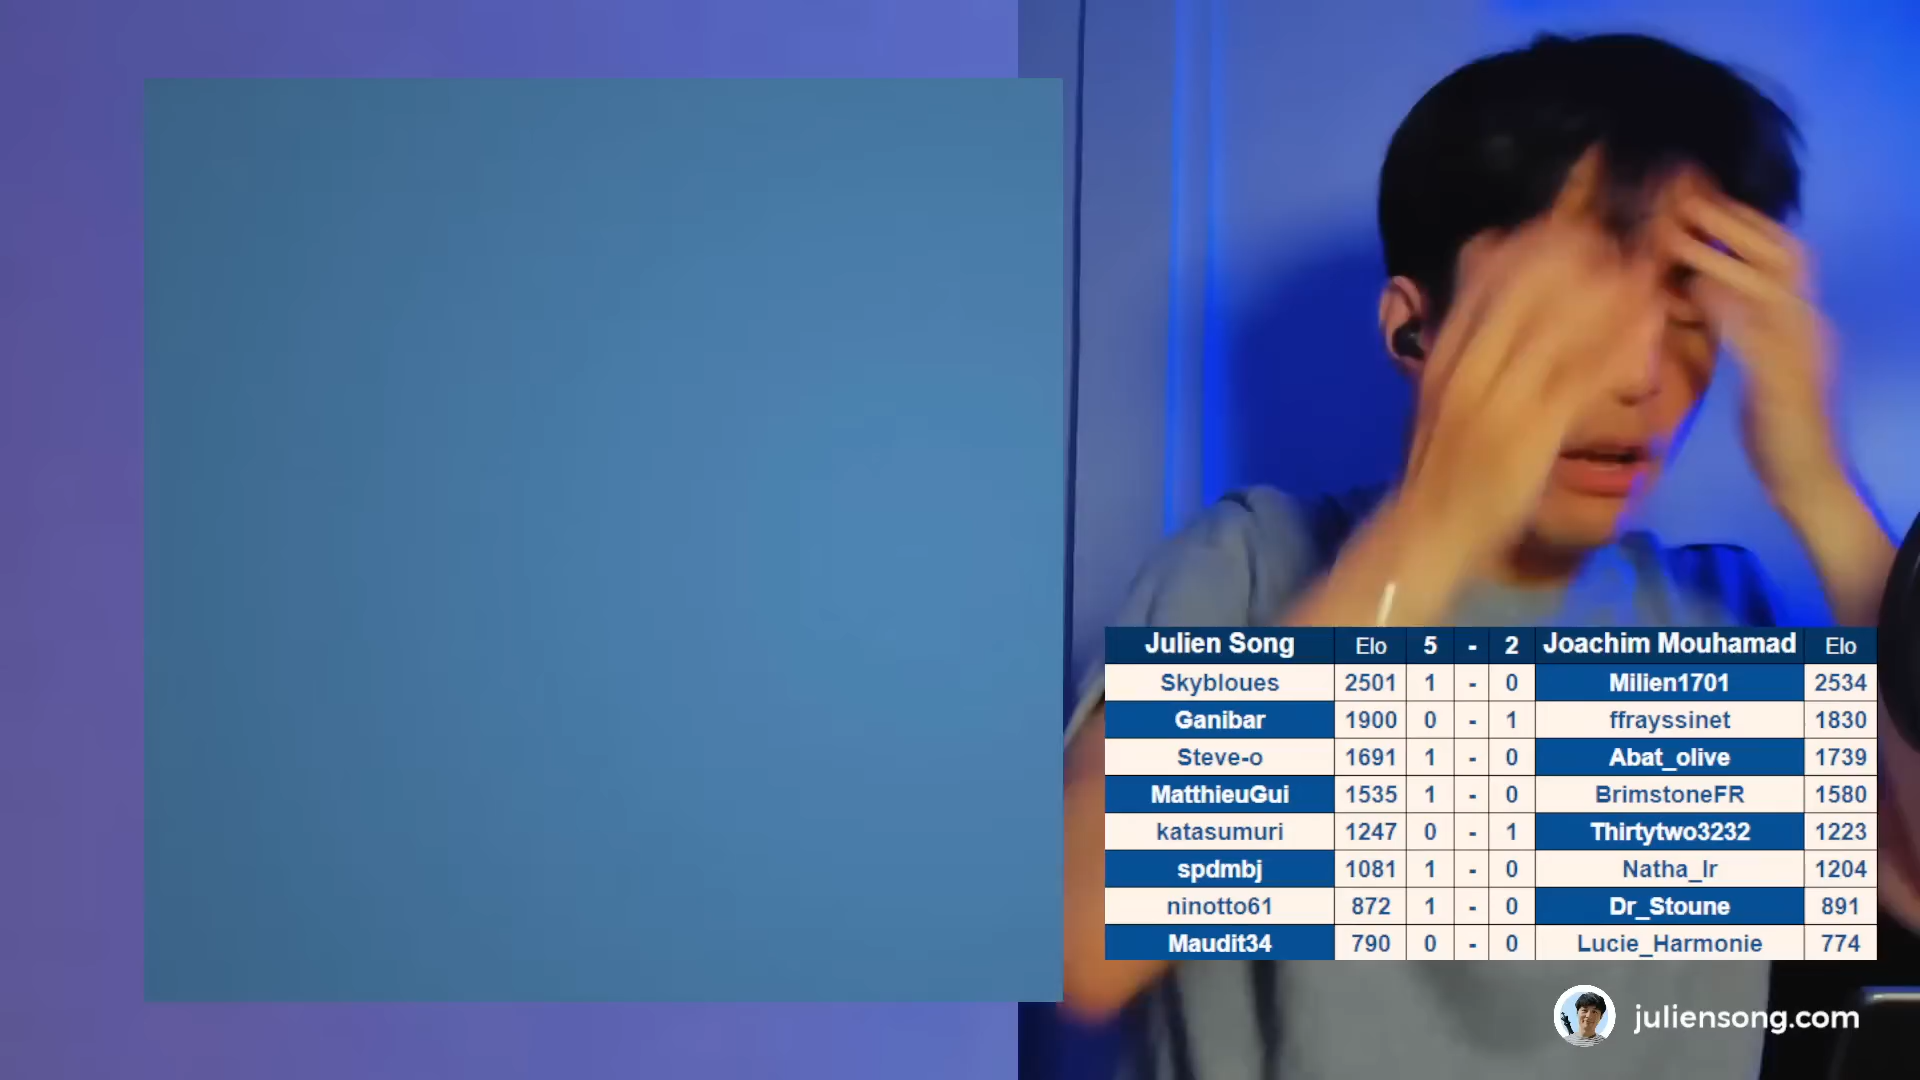 Julien Song Elo 5 - 2 Joachim Mouhamad Elo
Skybloues 2501 1 - 0 Milien1701 2534
Ganibar 1900 0 - 1 ffrayssinet 1830
Steve-o 1691 1 - 0 Abat_olive 1739
MatthieuGui 1535 1 - 0 BrimstoneFR 1580
katasumuri 1247 0 - 1 Thirtytwo3232 1223
spdmbj 1081 1 - 0 Natha_lr 1204
ninotto61 872 1 - 0 Dr_Stoune 891
Maudit34 790 0 - 0 Lucie_Harmonie 774
juliensong.com